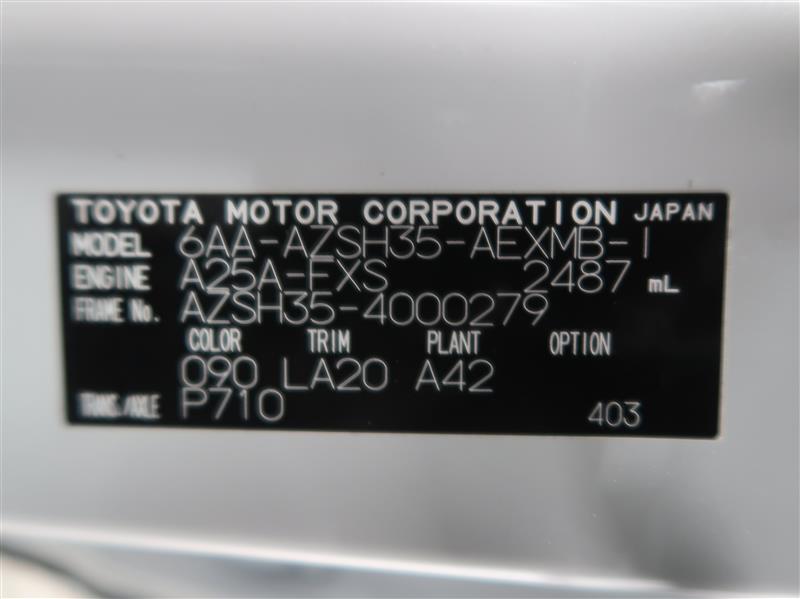 TOYOTA MOTOR CORPORATION JAPAN
MODEL 6AA-AZSH35-AEXMB-I
ENGINE A25A-FXS 2487 mL
FRAME No. AZSH35-4000279
COLOR TRIM PLANT OPTION
090 LA20 A42
TRANS./AXLE P710 403